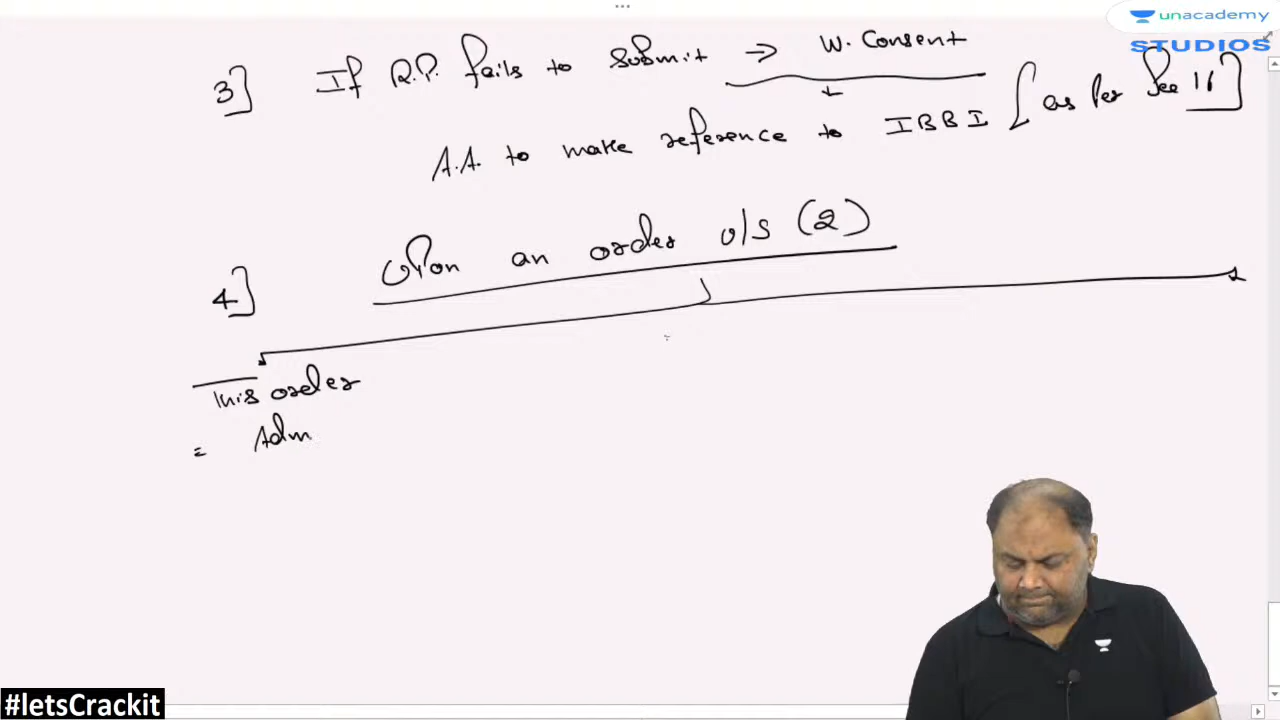 unacademy
STUDIOS
3] If R.P. fails to submit → W. Consent
A.A. to make reference to IBBI [as per Sec 16]
4] Upon an order u/s (2)
This order
= Adm
#letsCrackit